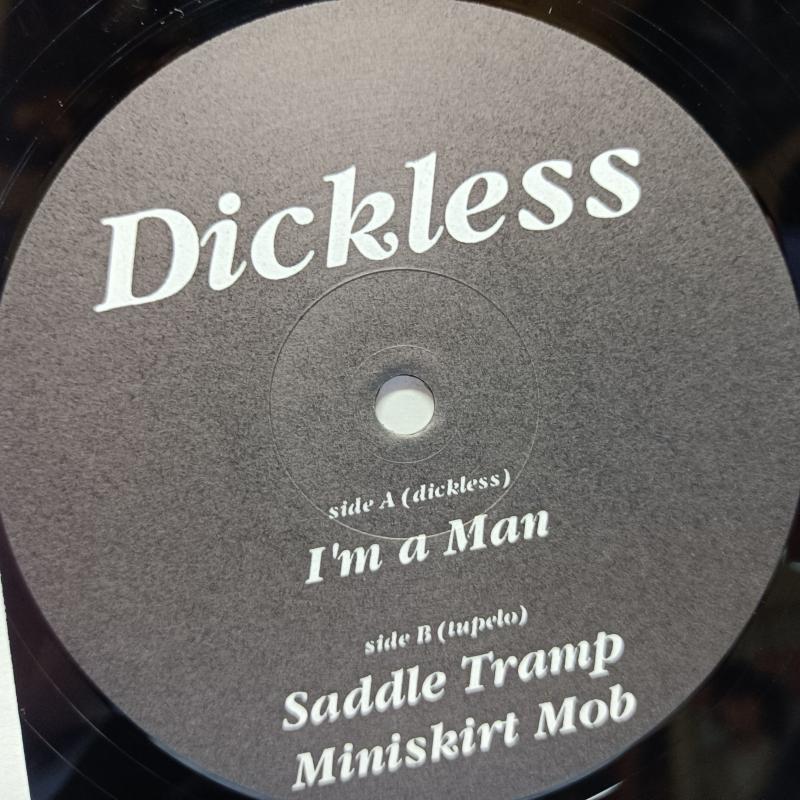 Dickless
side A (dickless)
I'm a Man
side B (tupelo)
Saddle Tramp
Miniskirt Mob